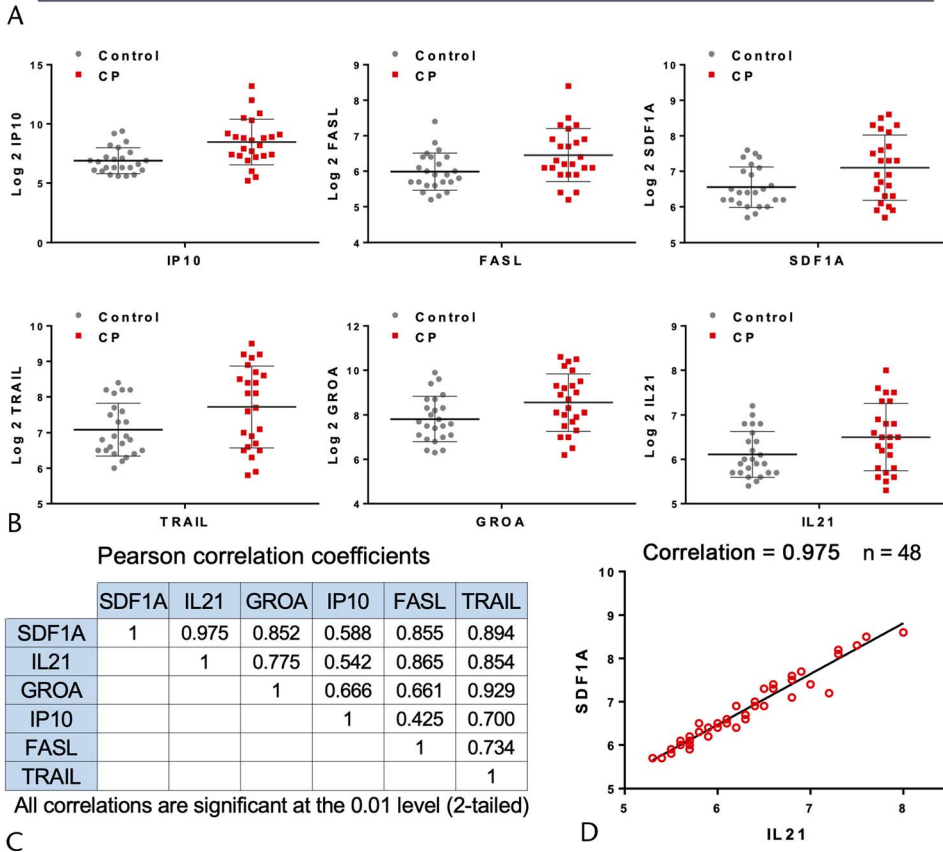 A
Control
CP
15
10
5
0
Log 2 IP10
IP10
Control
CP
9
8
7
6
5
4
Log 2 FASL
FASL
Control
CP
10
9
8
7
6
5
Log 2 SDF1A
SDF1A
Control
CP
10
9
8
7
6
5
Log 2 TRAIL
TRAIL
Control
CP
12
10
8
6
4
Log 2 GROA
GROA
Control
CP
9
8
7
6
5
Log 2 IL21
IL21
B
Pearson correlation coefficients
SDF1A IL21 GROA IP10 FASL TRAIL
SDF1A 1 0.975 0.852 0.588 0.855 0.894
IL21 1 0.775 0.542 0.865 0.854
GROA 1 0.666 0.661 0.929
IP10 1 0.425 0.700
FASL 1 0.734
TRAIL 1
All correlations are significant at the 0.01 level (2-tailed)
C
Correlation = 0.975 n = 48
10
9
8
7
6
5
SDF1A
5 6 7 8
IL21
D